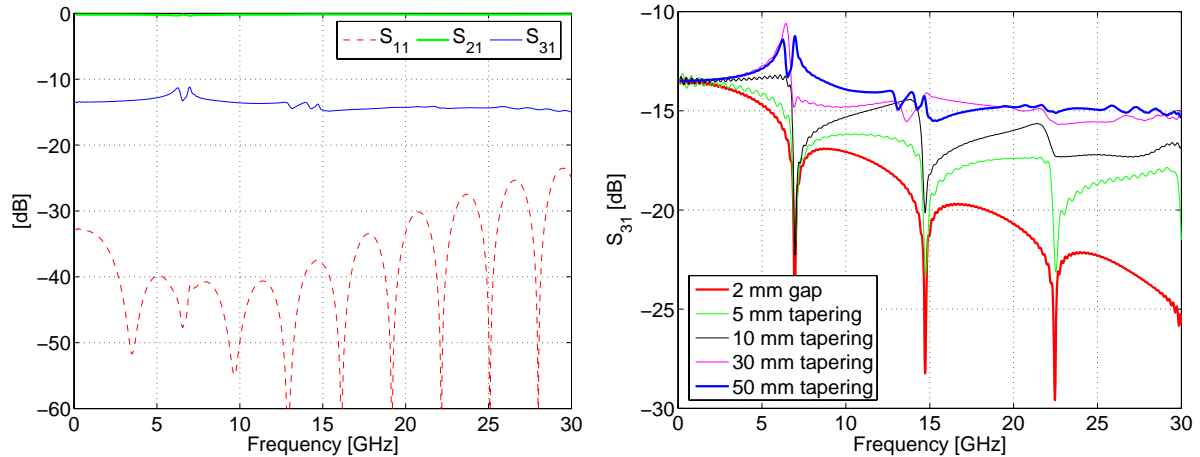 0
−10
−20
−30
−40
−50
−60
[dB]
S11 S21 S31
0 5 10 15 20 25 30
Frequency [GHz]
−10
−15
−20
−25
−30
S31 [dB]
2 mm gap
5 mm tapering
10 mm tapering
30 mm tapering
50 mm tapering
0 5 10 15 20 25 30
Frequency [GHz]